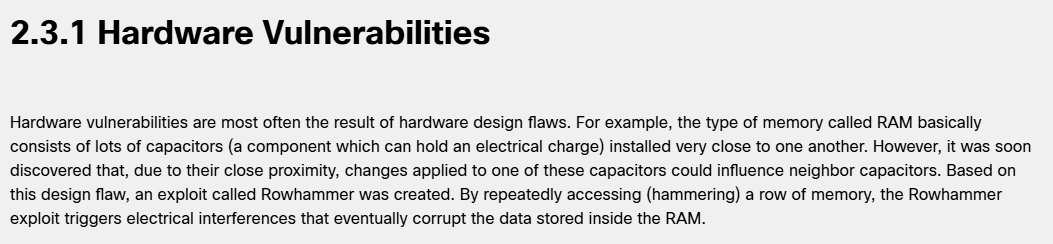 2.3.1 Hardware Vulnerabilities
Hardware vulnerabilities are most often the result of hardware design flaws. For example, the type of memory called RAM basically
consists of lots of capacitors (a component which can hold an electrical charge) installed very close to one another. However, it was soon
discovered that, due to their close proximity, changes applied to one of these capacitors could influence neighbor capacitors. Based on
this design flaw, an exploit called Rowhammer was created. By repeatedly accessing (hammering) a row of memory, the Rowhammer
exploit triggers electrical interferences that eventually corrupt the data stored inside the RAM.